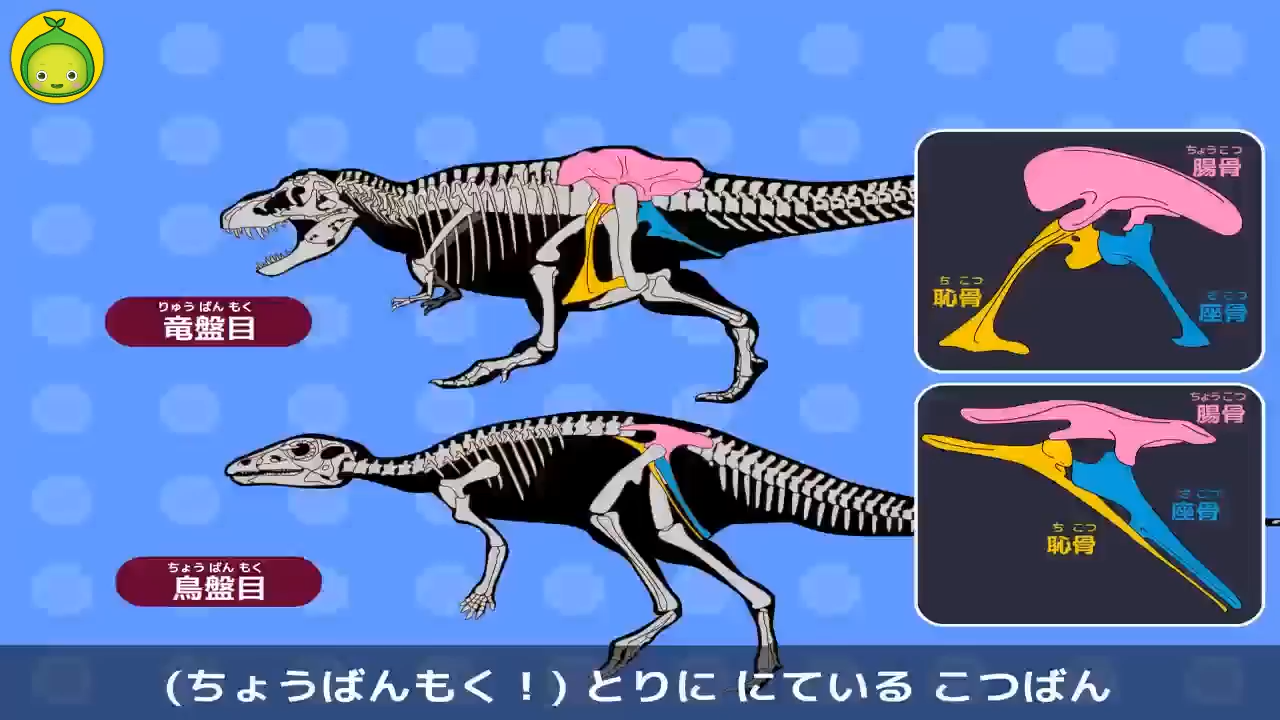 りゅう ばん もく
竜盤目
ちょう ばん もく
鳥盤目
ちょうこつ
腸骨
ち こつ
恥骨
ざ こつ
座骨
ちょうこつ
腸骨
ざ こつ
座骨
ち こつ
恥骨
(ちょうばんもく!) とりに にている こつばん